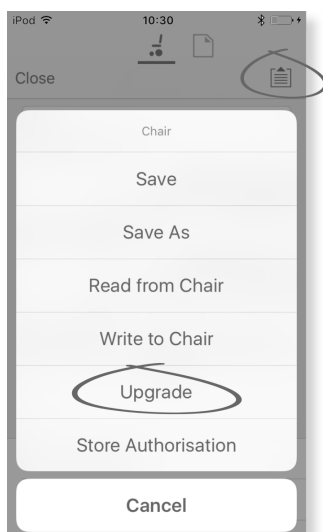 iPod 10:30
Close
Chair
Save
Save As
Read from Chair
Write to Chair
Upgrade
Store Authorisation
Cancel